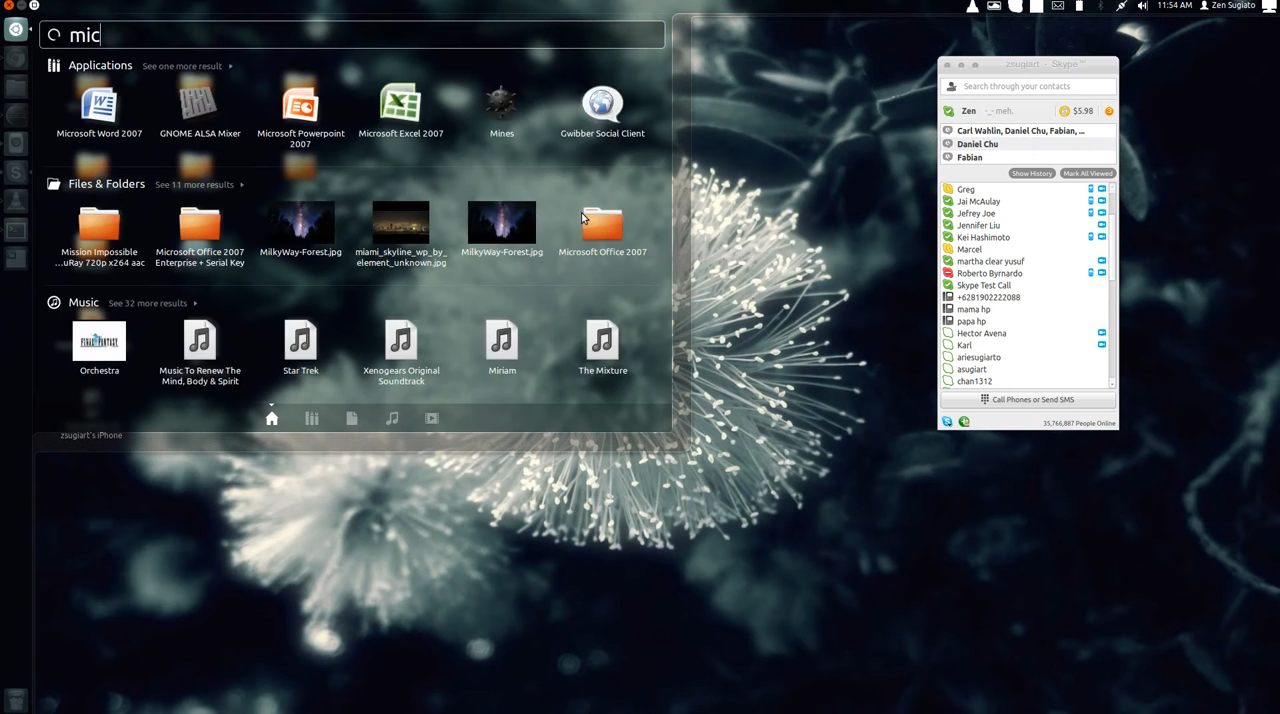 11:54 AM
Zen Sugiato
mic
Applications
See one more result
Microsoft Word 2007
GNOME ALSA Mixer
Microsoft Powerpoint
2007
Microsoft Excel 2007
Mines
Gwibber Social Client
Files & Folders
See 11 more results
Mission Impossible
...uRay 720p x264 aac
Microsoft Office 2007
Enterprise + Serial Key
MilkyWay-Forest.jpg
miami_skyline_wp_by_
element_unknown.jpg
MilkyWay-Forest.jpg
Microsoft Office 2007
Music
See 32 more results
FINAL FANTASY
Orchestra
Music To Renew The
Mind, Body & Spirit
Star Trek
Xenogears Original
Soundtrack
Miriam
The Mixture
zsugiart's iPhone
zsugiart - Skype™
Search through your contacts
Zen
-_- meh.
$5.98
Carl Wahlin, Daniel Chu, Fabian, ...
Daniel Chu
Fabian
Show History
Mark All Viewed
Greg
Jai McAulay
Jefrey Joe
Jennifer Liu
Kei Hashimoto
Marcel
martha clear yusuf
Roberto Byrnardo
Skype Test Call
+6281902222088
mama hp
papa hp
Hector Avena
Karl
ariesugiarto
asugiart
chan1312
Call Phones or Send SMS
35,766,887 People Online